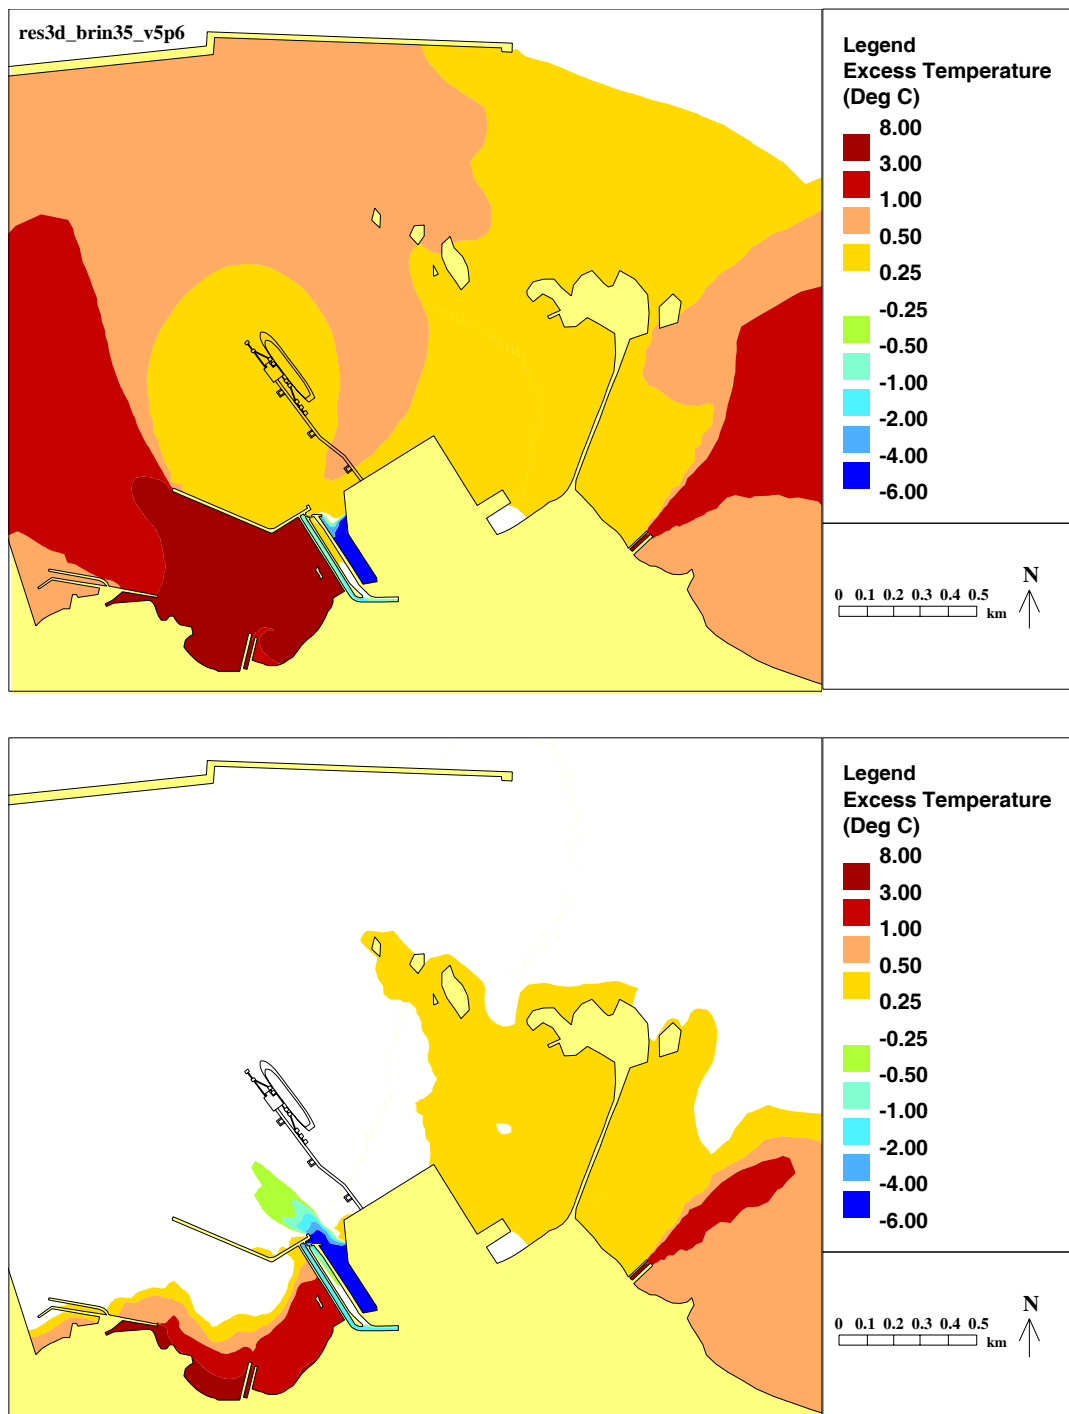 res3d_brin35_v5p6
Legend
Excess Temperature
(Deg C)
8.00
3.00
1.00
0.50
0.25
-0.25
-0.50
-1.00
-2.00
-4.00
-6.00
N
0 0.1 0.2 0.3 0.4 0.5
km
Legend
Excess Temperature
(Deg C)
8.00
3.00
1.00
0.50
0.25
-0.25
-0.50
-1.00
-2.00
-4.00
-6.00
N
0 0.1 0.2 0.3 0.4 0.5
km